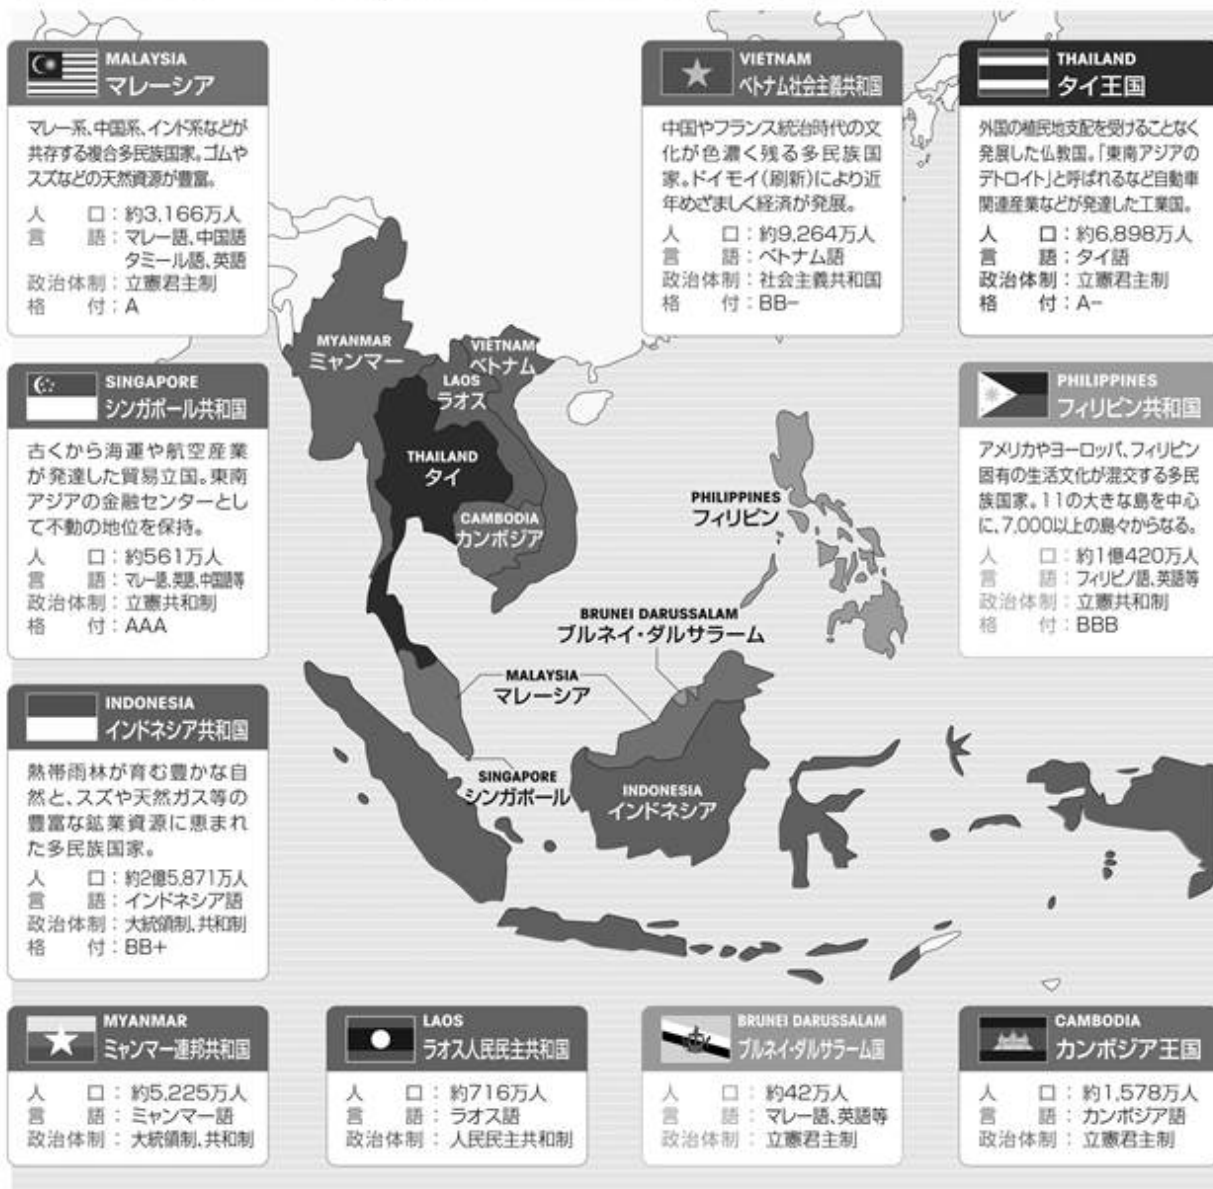 MALAYSIA
マレーシア
マレー系、中国系、インド系などが
共存する複合多民族国家。ゴムや
スズなどの天然資源が豊富。
人口：約3,166万人
言語：マレー語、中国語
タミール語、英語
政治体制：立憲君主制
格付：A
VIETNAM
ベトナム社会主義共和国
中国やフランス統治時代の文
化が色濃く残る多民族国
家。ドイモイ（刷新）により近
年めざましく経済が発展。
人口：約9,264万人
言語：ベトナム語
政治体制：社会主義共和国
格付：BB−
THAILAND
タイ王国
外国の植民地支配を受けることなく
発展した仏教国。「東南アジアの
デトロイト」と呼ばれるなど自動車
関連産業などが発達した工業国。
人口：約6,898万人
言語：タイ語
政治体制：立憲君主制
格付：A−
SINGAPORE
シンガポール共和国
古くから海運や航空産業
が発達した貿易立国。東南
アジアの金融センターとし
て不動の地位を保持。
人口：約561万人
言語：マレー語、英語、中国語等
政治体制：立憲共和制
格付：AAA
PHILIPPINES
フィリピン共和国
アメリカやヨーロッパ、フィリピン
固有の生活文化が混交する多民
族国家。11の大きな島を中心
に、7,000以上の島々からなる。
人口：約1億420万人
言語：フィリピノ語、英語等
政治体制：立憲共和制
格付：BBB
INDONESIA
インドネシア共和国
熱帯雨林が育む豊かな自
然と、スズや天然ガス等の
豊富な鉱業資源に恵まれ
た多民族国家。
人口：約2億5,871万人
言語：インドネシア語
政治体制：大統領制、共和制
格付：BB+
MYANMAR
ミャンマー
VIETNAM
ベトナム
LAOS
ラオス
THAILAND
タイ
CAMBODIA
カンボジア
PHILIPPINES
フィリピン
BRUNEI DARUSSALAM
ブルネイ・ダルサラーム
MALAYSIA
マレーシア
SINGAPORE
シンガポール
INDONESIA
インドネシア
MYANMAR
ミャンマー連邦共和国
人口：約5,225万人
言語：ミャンマー語
政治体制：大統領制、共和制
LAOS
ラオス人民民主共和国
人口：約716万人
言語：ラオス語
政治体制：人民民主共和制
BRUNEI DARUSSALAM
ブルネイ・ダルサラーム国
人口：約42万人
言語：マレー語、英語等
政治体制：立憲君主制
CAMBODIA
カンボジア王国
人口：約1,578万人
言語：カンボジア語
政治体制：立憲君主制